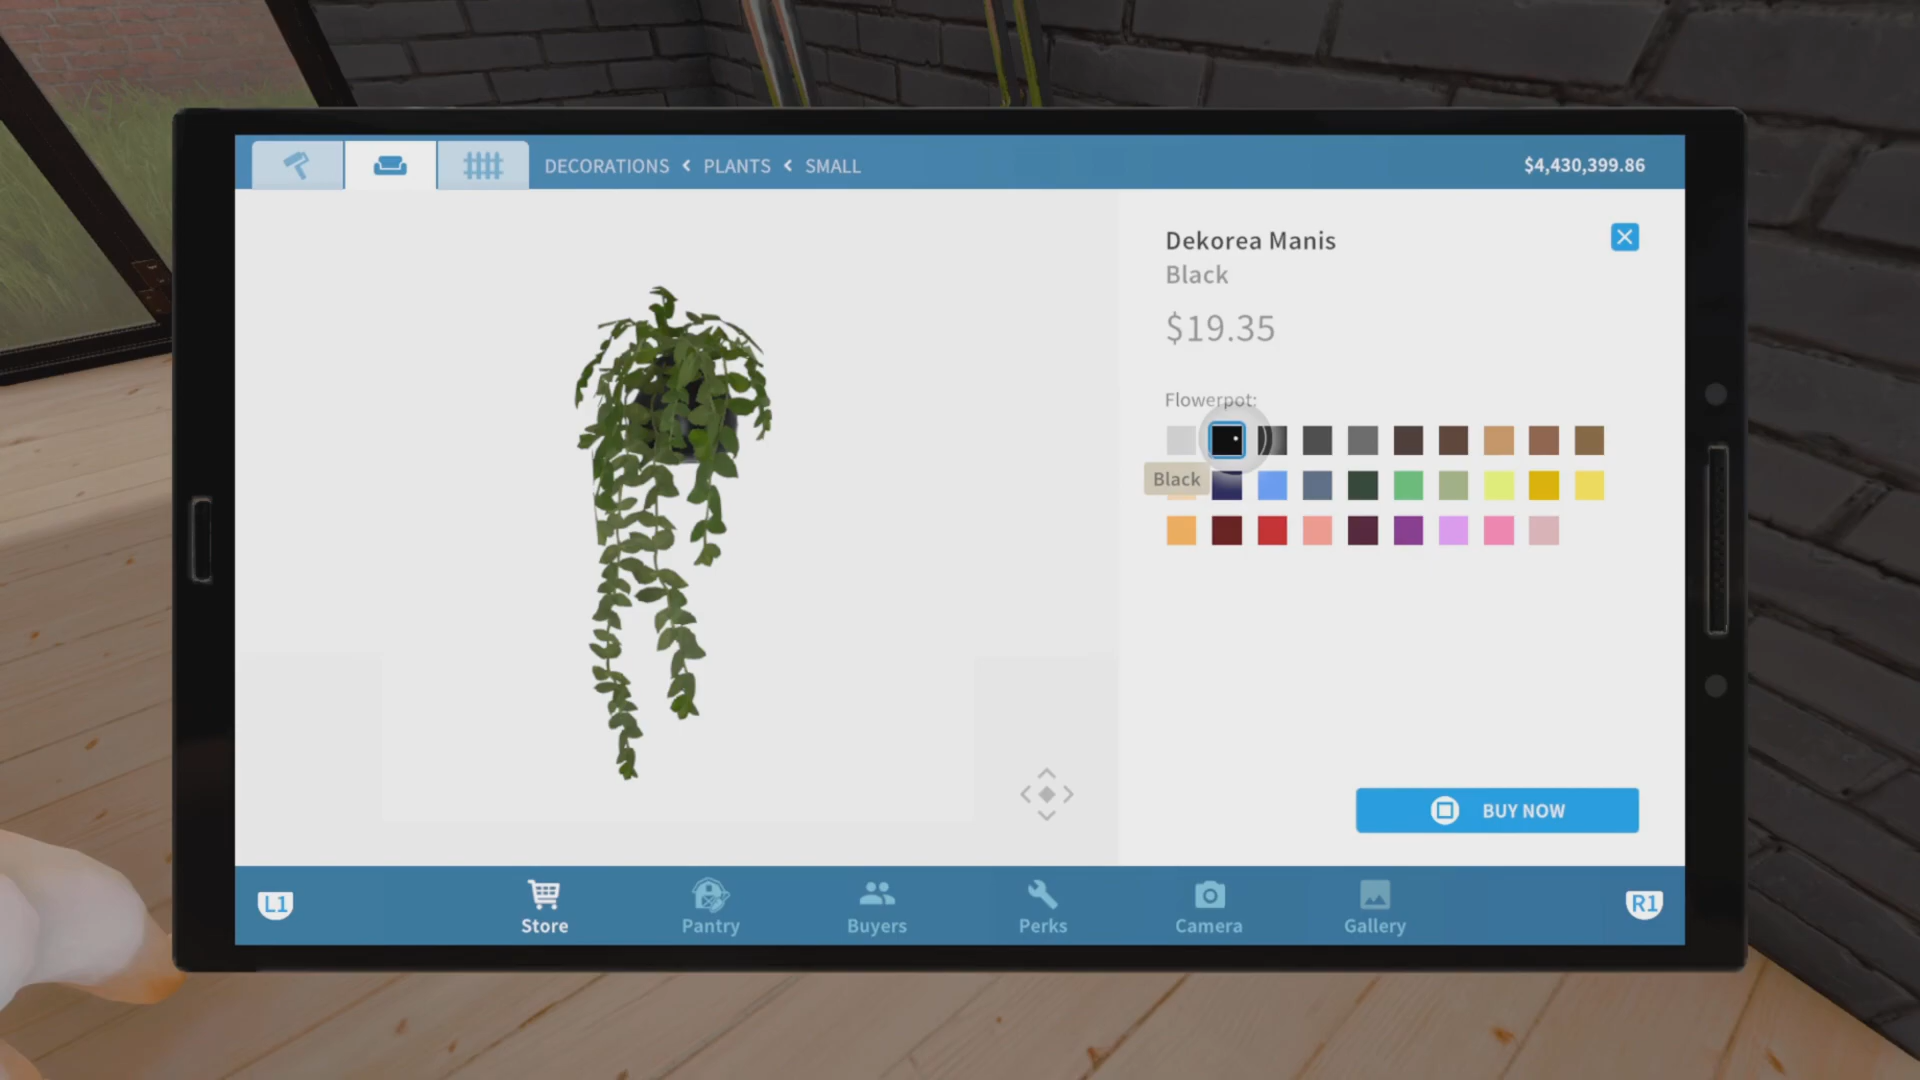 DECORATIONS < PLANTS < SMALL
$4,430,399.86
Dekorea Manis
Black
$19.35
Flowerpot:
Black
BUY NOW
L1
Store
Pantry
Buyers
Perks
Camera
Gallery
R1